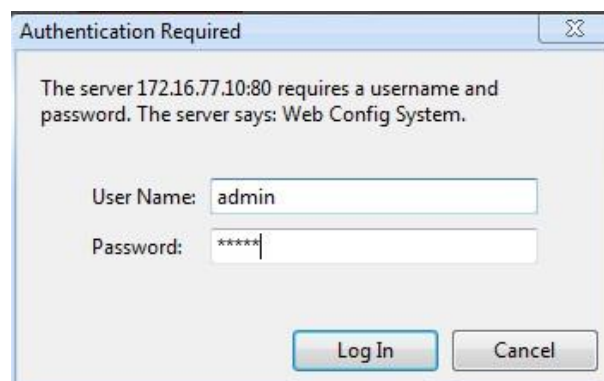 Authentication Required
The server 172.16.77.10:80 requires a username and
password. The server says: Web Config System.
User Name: admin
Password: *****
Log In Cancel